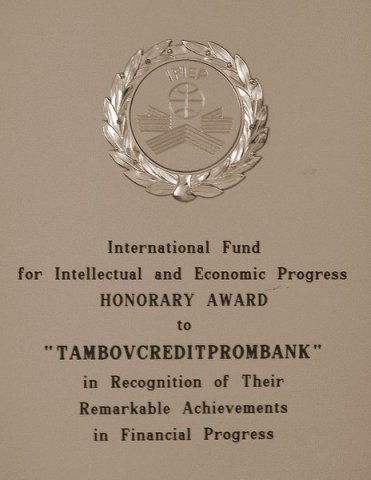 IFIEP
International Fund
for Intellectual and Economic Progress
HONORARY AWARD
to
"TAMBOVCREDITPROMBANK"
in Recognition of Their
Remarkable Achievements
in Financial Progress